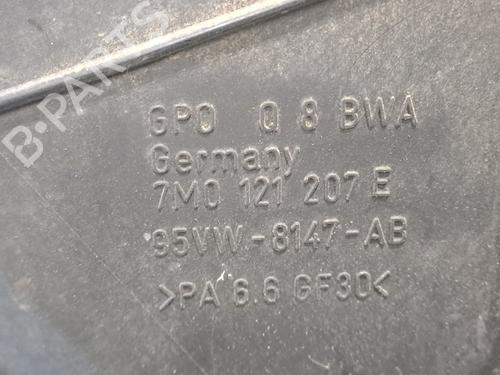 B-PARTS
GPO Q 8 BWA
Germany
7M0 121 207 E
95VW-8147-AB
>PA 6.6 GF30<